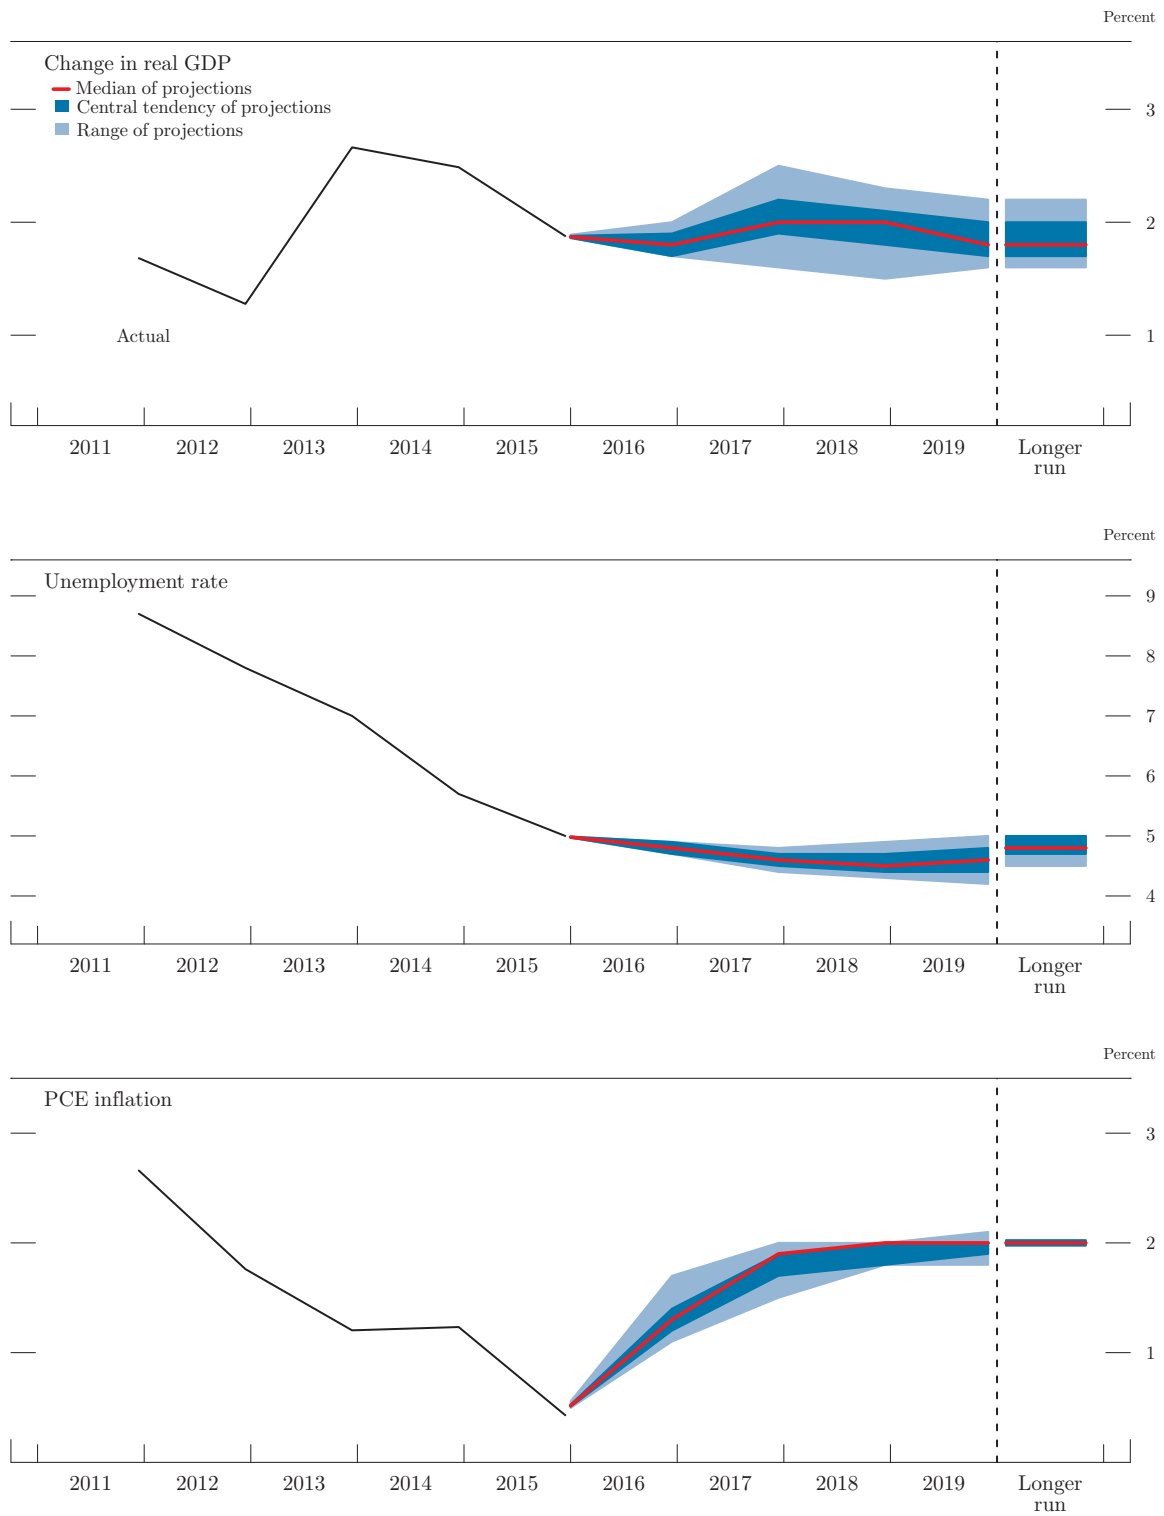 Percent
Change in real GDP
Median of projections
Central tendency of projections
Range of projections
3
2
1
Actual
2011 2012 2013 2014 2015 2016 2017 2018 2019 Longer
run
Percent
Unemployment rate
9
8
7
6
5
4
2011 2012 2013 2014 2015 2016 2017 2018 2019 Longer
run
Percent
PCE inflation
3
2
1
2011 2012 2013 2014 2015 2016 2017 2018 2019 Longer
run